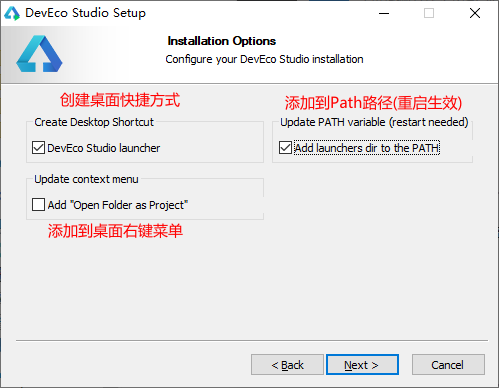 DevEco Studio Setup
Installation Options
Configure your DevEco Studio installation
创建桌面快捷方式
添加到Path路径(重启生效)
Create Desktop Shortcut
Update PATH variable (restart needed)
DevEco Studio launcher
Add launchers dir to the PATH
Update context menu
Add "Open Folder as Project"
添加到桌面右键菜单
< Back
Next >
Cancel